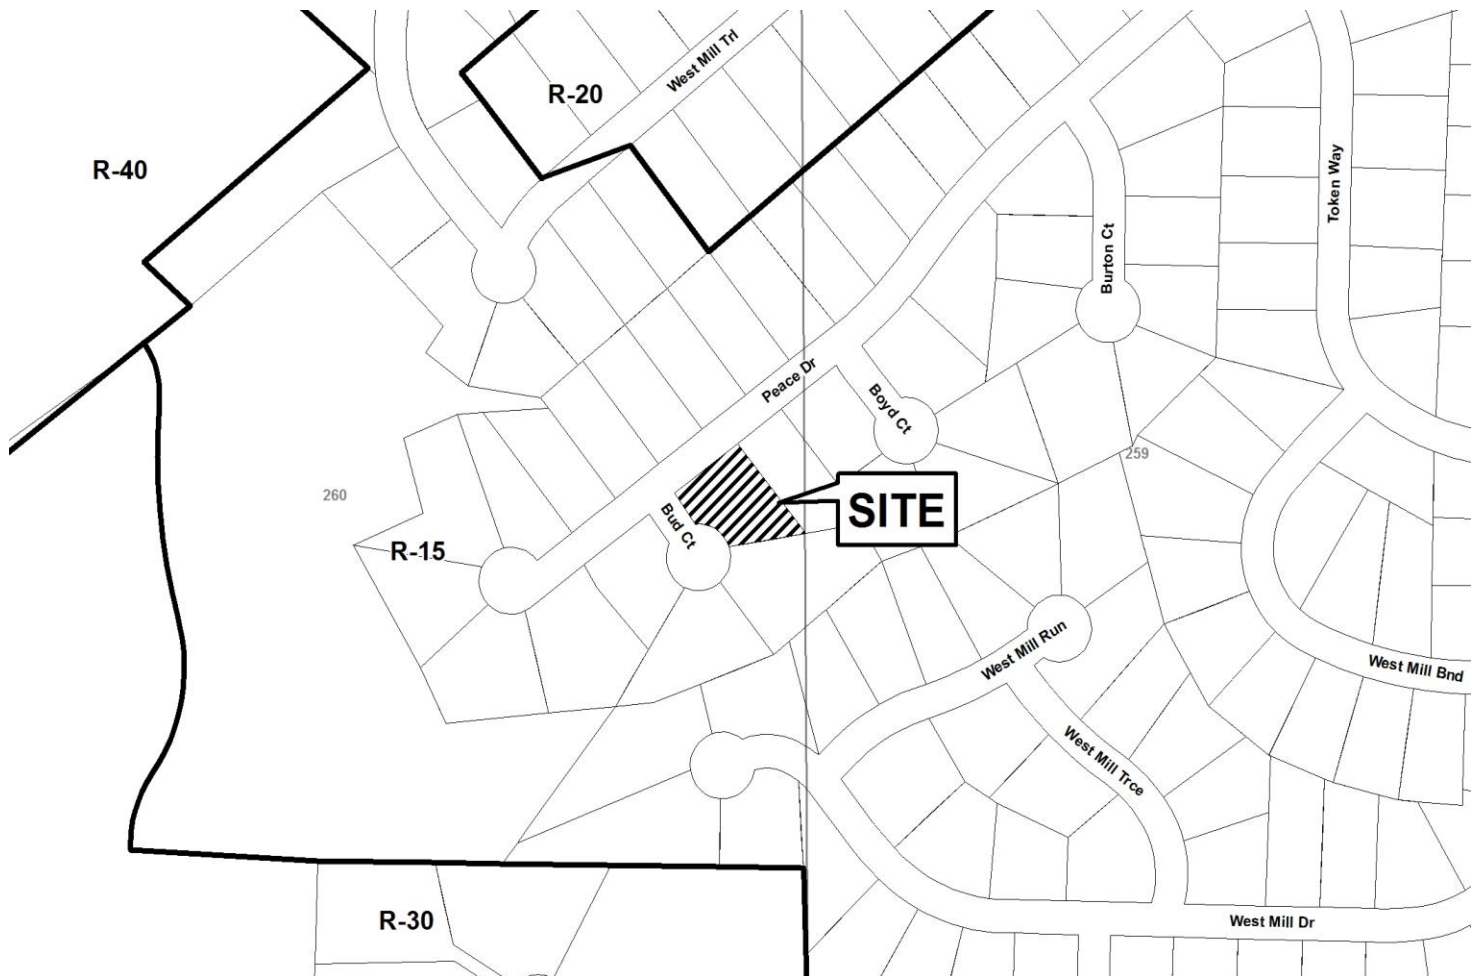 West Mill Trl
R-20
R-40
Token Way
Burton Ct
Peace Dr
Boyd Ct
259
260
SITE
Bud Ct
R-15
West Mill Run
West Mill Bnd
West Mill Trce
R-30
West Mill Dr